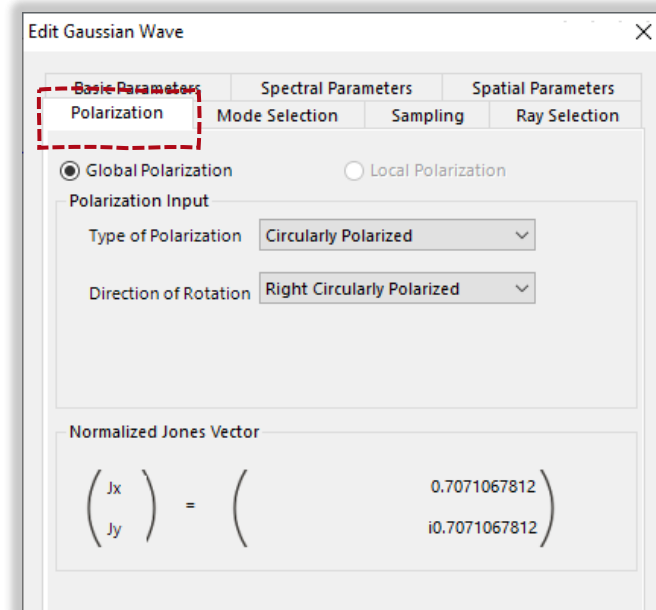 Edit Gaussian Wave
Basic Parameters Spectral Parameters Spatial Parameters
Polarization Mode Selection Sampling Ray Selection
Global Polarization Local Polarization
Polarization Input
Type of Polarization Circularly Polarized
Direction of Rotation Right Circularly Polarized
Normalized Jones Vector
Jx 0.7071067812
=
Jy i0.7071067812